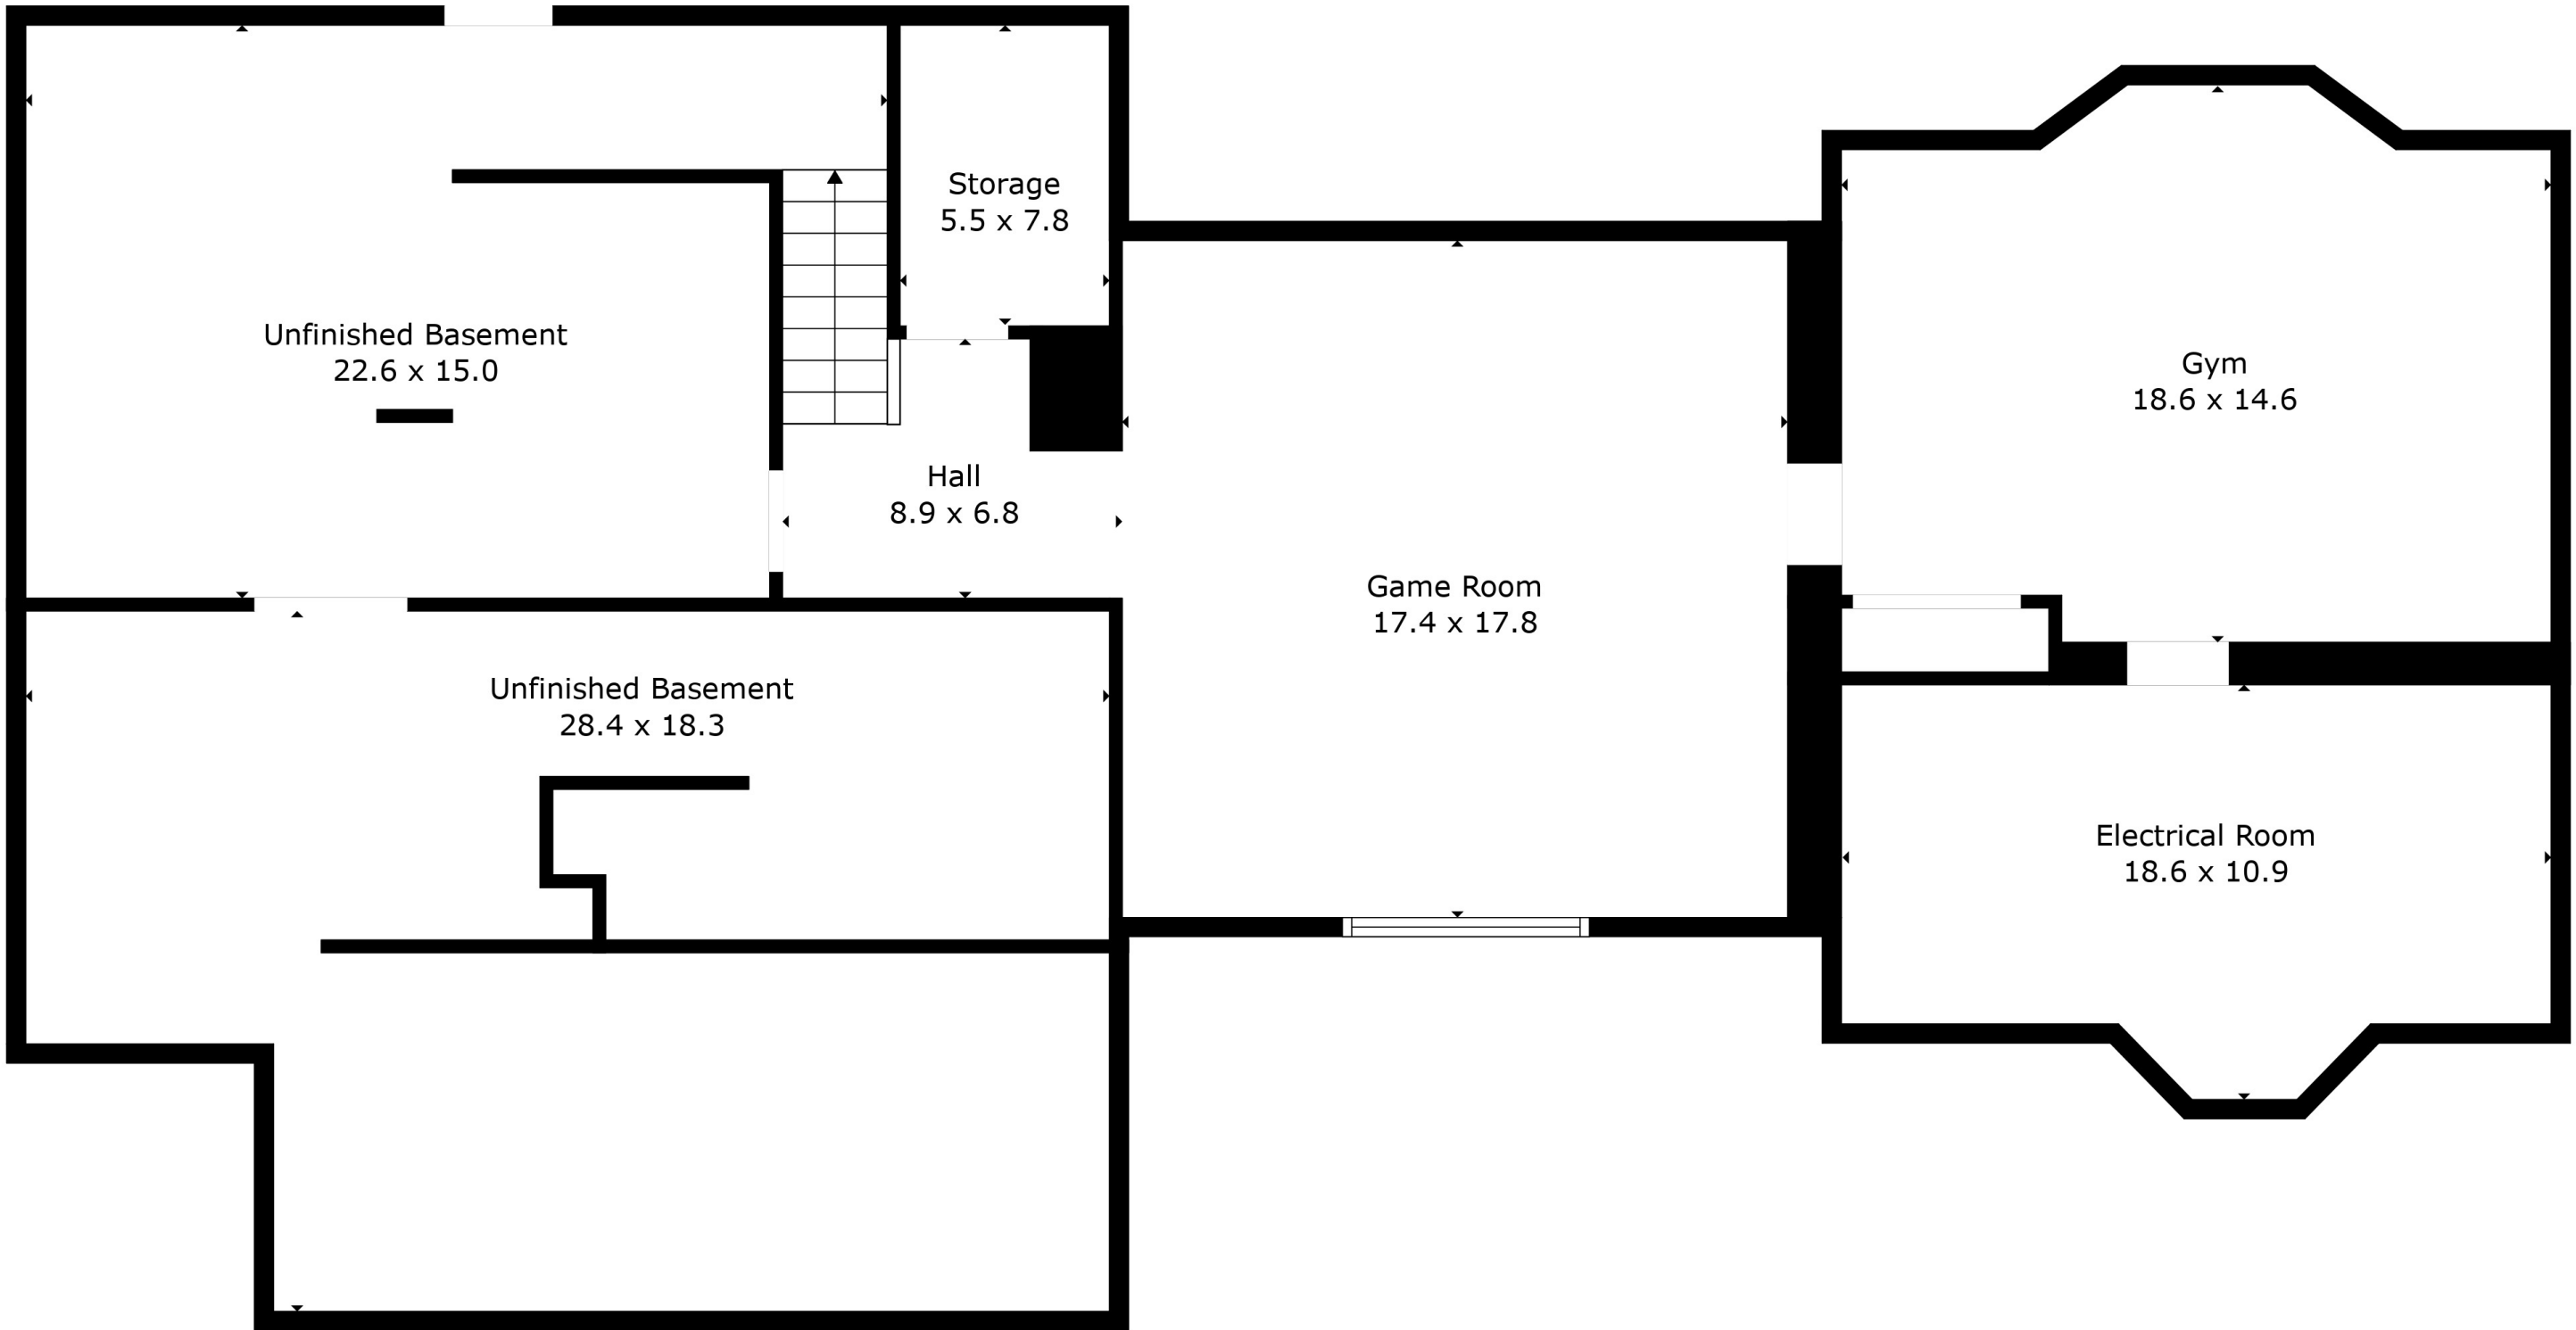 Storage
5.5 x 7.8
Unfinished Basement
22.6 x 15.0
Gym
18.6 x 14.6
Hall
8.9 x 6.8
Game Room
17.4 x 17.8
Unfinished Basement
28.4 x 18.3
Electrical Room
18.6 x 10.9